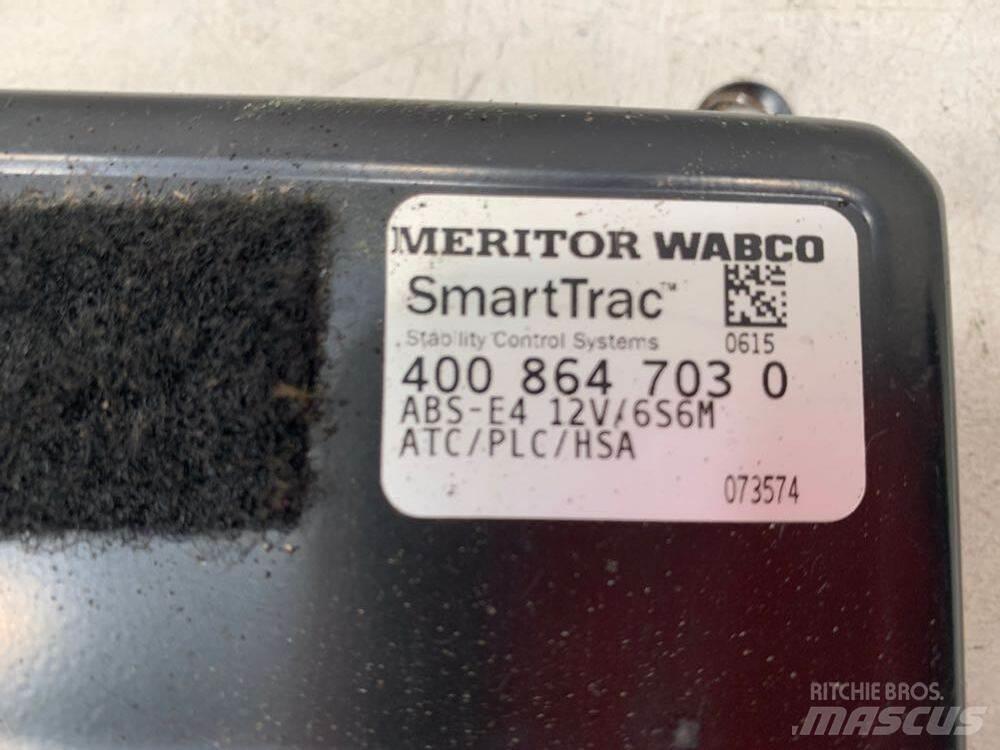 MERITOR WABCO
SmartTrac™
Stability Control Systems 0615
400 864 703 0
ABS-E4 12V/6S6M
ATC/PLC/HSA
073574
RITCHIE BROS.
MASCUS